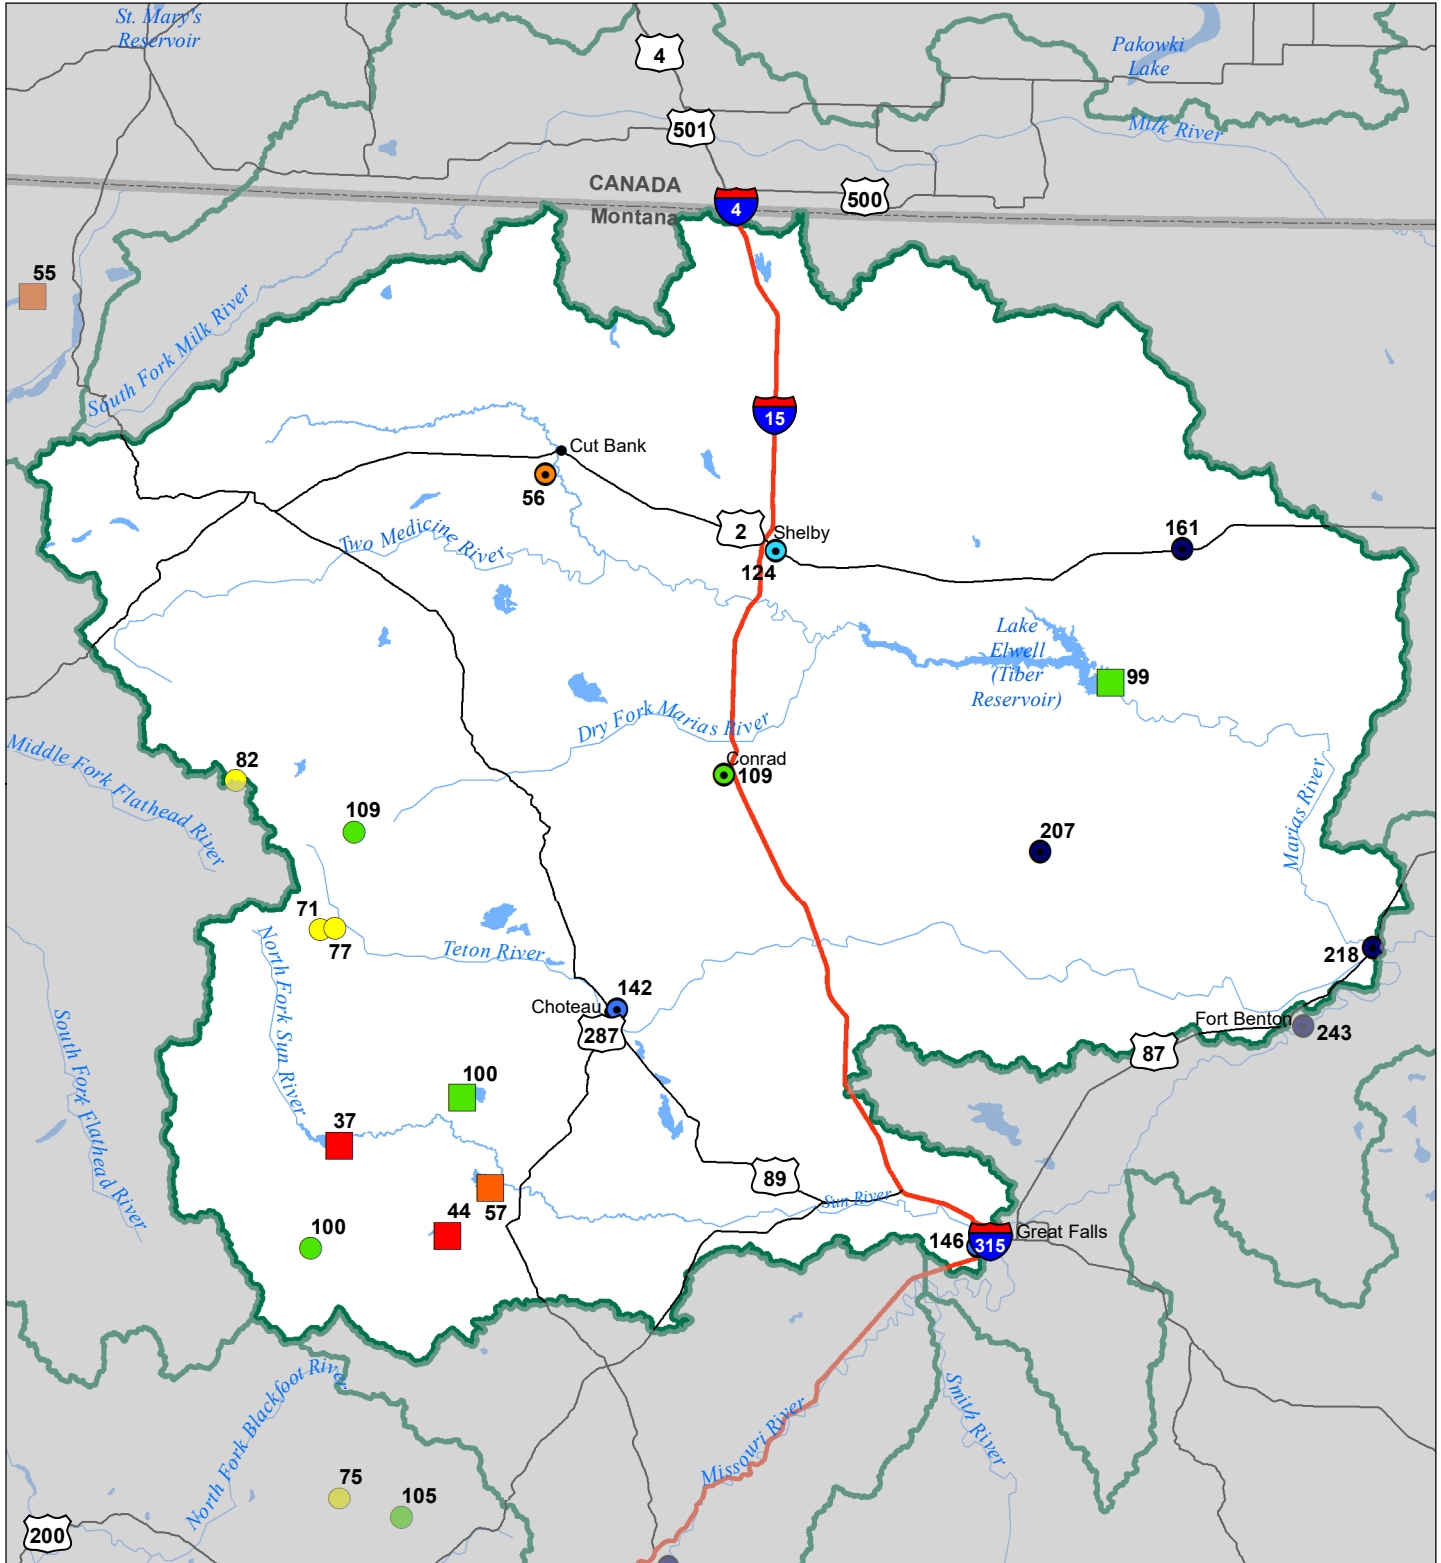 St. Mary's
Reservoir
4
Pakowki
Lake
501
Milk River
CANADA
Montana
4
500
55
South Fork Milk River
15
Cut Bank
56
2
Shelby
124
161
Two Medicine River
Lake
Elwell
(Tiber
Reservoir)
99
Dry Fork Marias River
Middle Fork Flathead River
82
Conrad
109
109
Marias River
207
71
77
North Fork Sun River
Teton River
218
142
Choteau
287
Fort Benton
243
87
South Fork Flathead River
100
37
89
57
Sun River
44
100
146
315
Great Falls
North Fork Blackfoot River
Missouri River
Smith River
75
105
200